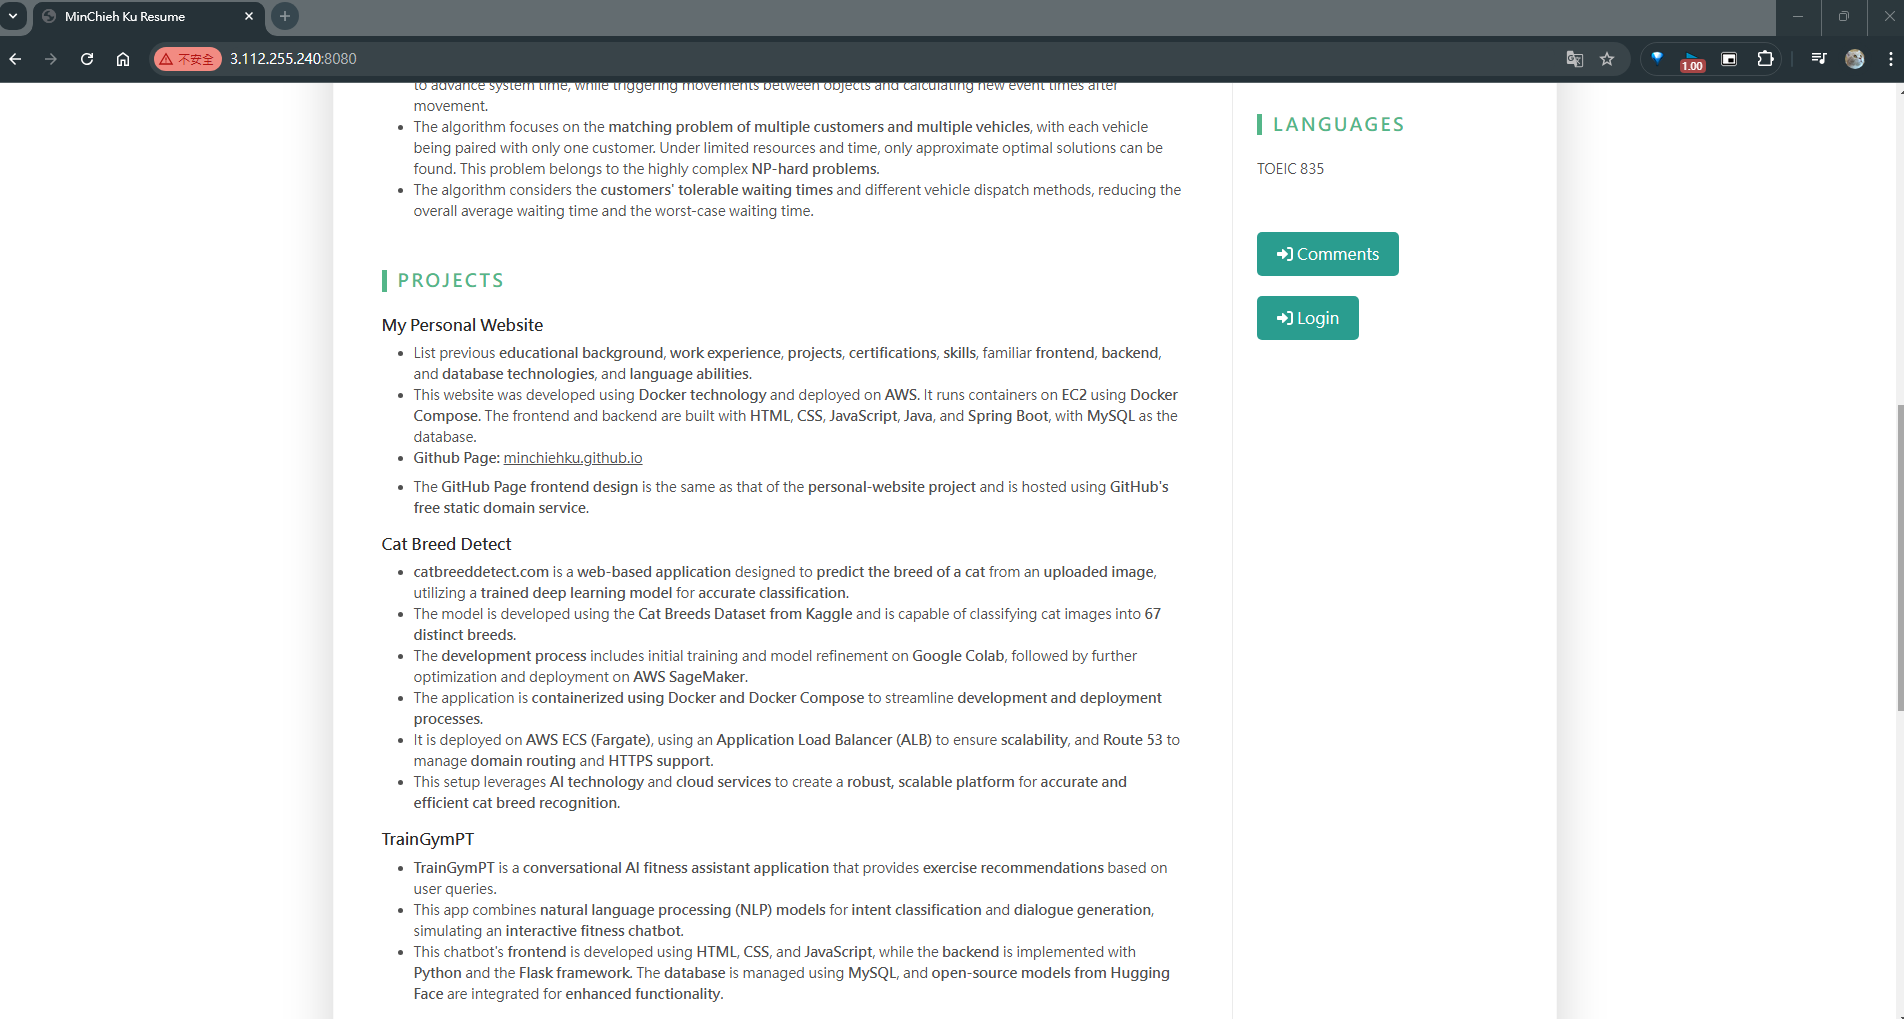 MinChieh Ku Resume
不安全
3.112.255.240:8080
1.00
to advance system time, while triggering movements between objects and calculating new event times after
movement.
The algorithm focuses on the matching problem of multiple customers and multiple vehicles, with each vehicle
being paired with only one customer. Under limited resources and time, only approximate optimal solutions can be
found. This problem belongs to the highly complex NP-hard problems.
The algorithm considers the customers' tolerable waiting times and different vehicle dispatch methods, reducing the
overall average waiting time and the worst-case waiting time.
PROJECTS
My Personal Website
List previous educational background, work experience, projects, certifications, skills, familiar frontend, backend,
and database technologies, and language abilities.
This website was developed using Docker technology and deployed on AWS. It runs containers on EC2 using Docker
Compose. The frontend and backend are built with HTML, CSS, JavaScript, Java, and Spring Boot, with MySQL as the
database.
Github Page: minchiehku.github.io
The GitHub Page frontend design is the same as that of the personal-website project and is hosted using GitHub's
free static domain service.
Cat Breed Detect
catbreeddetect.com is a web-based application designed to predict the breed of a cat from an uploaded image,
utilizing a trained deep learning model for accurate classification.
The model is developed using the Cat Breeds Dataset from Kaggle and is capable of classifying cat images into 67
distinct breeds.
The development process includes initial training and model refinement on Google Colab, followed by further
optimization and deployment on AWS SageMaker.
The application is containerized using Docker and Docker Compose to streamline development and deployment
processes.
It is deployed on AWS ECS (Fargate), using an Application Load Balancer (ALB) to ensure scalability, and Route 53 to
manage domain routing and HTTPS support.
This setup leverages AI technology and cloud services to create a robust, scalable platform for accurate and
efficient cat breed recognition.
TrainGymPT
TrainGymPT is a conversational AI fitness assistant application that provides exercise recommendations based on
user queries.
This app combines natural language processing (NLP) models for intent classification and dialogue generation,
simulating an interactive fitness chatbot.
This chatbot's frontend is developed using HTML, CSS, and JavaScript, while the backend is implemented with
Python and the Flask framework. The database is managed using MySQL, and open-source models from Hugging
Face are integrated for enhanced functionality.
LANGUAGES
TOEIC 835
Comments
Login